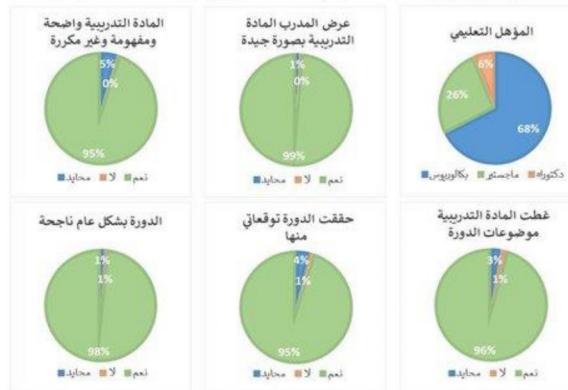 المؤهل التعليمي
6%
26%
68%
دكتوراه ماجستير بكالوريوس
عرض المدرب المادة
التدريبية بصورة جيدة
1%
0%
99%
نعم لا محايد
المادة التدريبية واضحة
ومفهومة وغير مكررة
5%
0%
95%
نعم لا محايد
غطت المادة التدريبية
موضوعات الدورة
3%
1%
96%
نعم لا محايد
حققت الدورة توقعاتي
منها
4%
1%
95%
نعم لا محايد
الدورة بشكل عام ناجحة
1%
1%
98%
نعم لا محايد